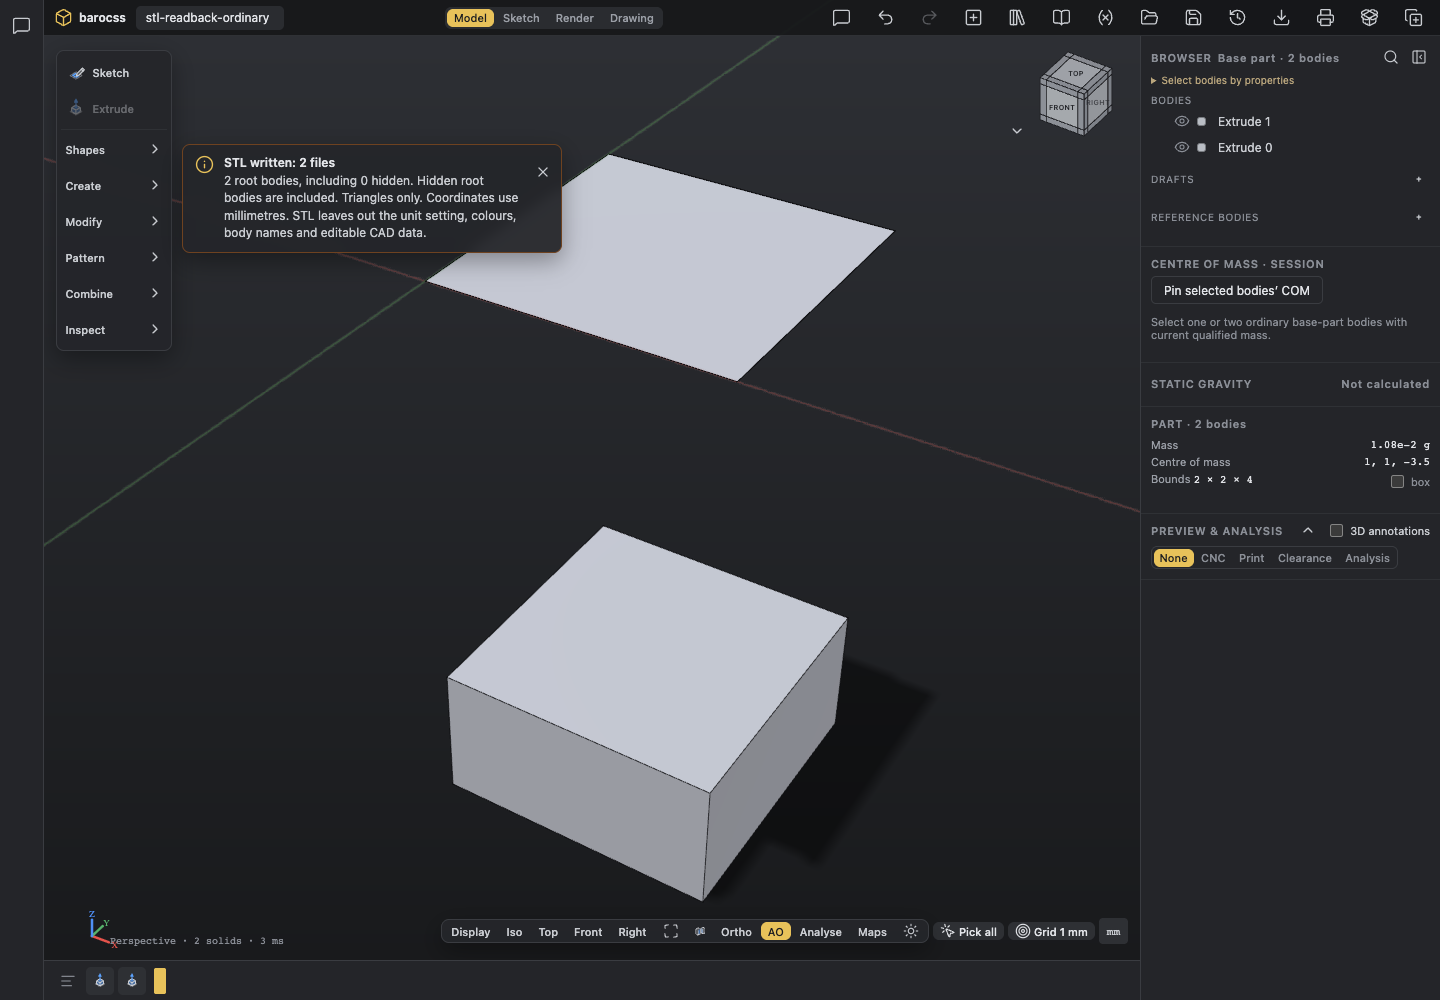 barocss
stl-readback-ordinary
Model Sketch Render Drawing
Sketch
Extrude
Shapes
Create
Modify
Pattern
Combine
Inspect
STL written: 2 files
2 root bodies, including 0 hidden. Hidden root
bodies are included. Triangles only. Coordinates use
millimetres. STL leaves out the unit setting, colours,
body names and editable CAD data.
TOP
FRONT
RIGHT
BROWSER Base part · 2 bodies
Select bodies by properties
BODIES
Extrude 1
Extrude 0
DRAFTS +
REFERENCE BODIES +
CENTRE OF MASS · SESSION
Pin selected bodies' COM
Select one or two ordinary base-part bodies with
current qualified mass.
STATIC GRAVITY Not calculated
PART · 2 bodies
Mass 1.08e-2 g
Centre of mass 1, 1, -3.5
Bounds 2 × 2 × 4 box
PREVIEW & ANALYSIS 3D annotations
None CNC Print Clearance Analysis
Z
Y
X
Perspective · 2 solids · 3 ms
Display Iso Top Front Right Ortho AO Analyse Maps Pick all Grid 1 mm mm